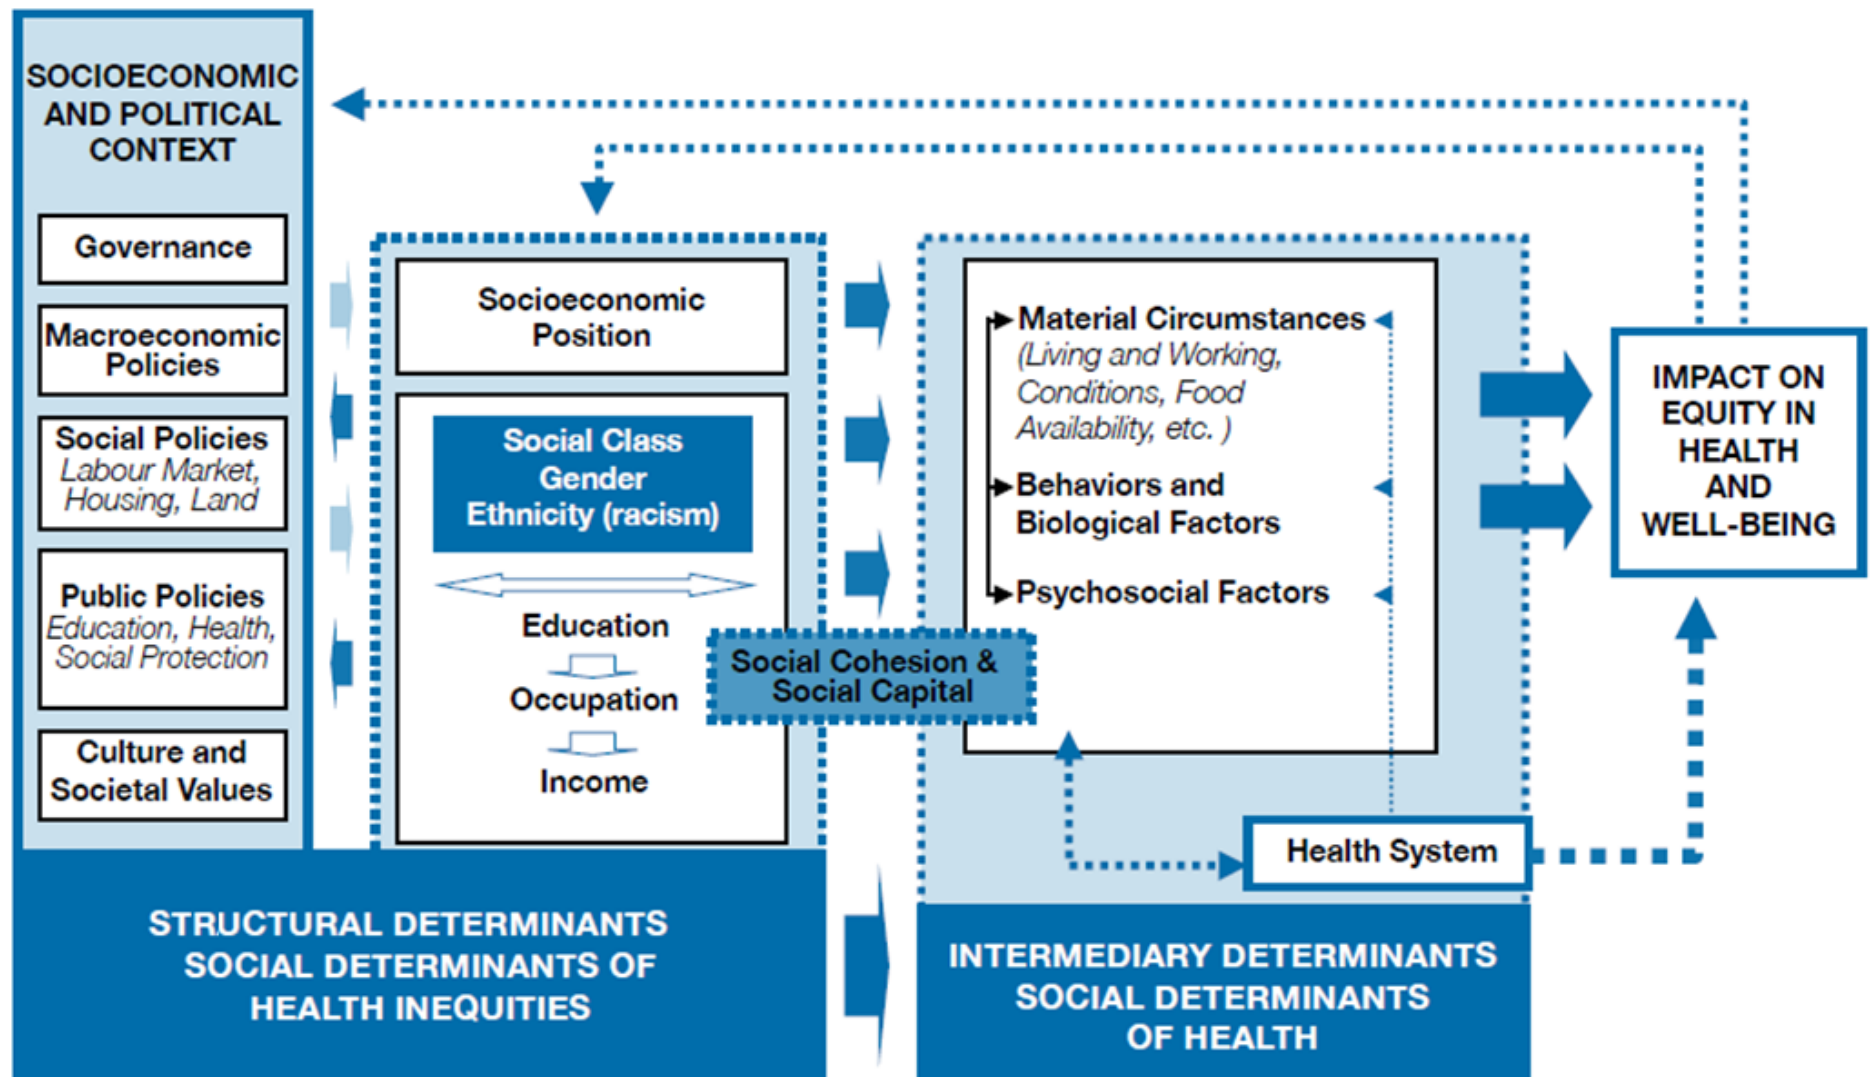 SOCIOECONOMIC
AND POLITICAL
CONTEXT
Governance
Macroeconomic
Policies
Social Policies
Labour Market,
Housing, Land
Public Policies
Education, Health,
Social Protection
Culture and
Societal Values
Socioeconomic
Position
Social Class
Gender
Ethnicity (racism)
Education
Occupation
Income
Social Cohesion &
Social Capital
Material Circumstances
(Living and Working,
Conditions, Food
Availability, etc. )
Behaviors and
Biological Factors
Psychosocial Factors
Health System
IMPACT ON
EQUITY IN
HEALTH
AND
WELL-BEING
STRUCTURAL DETERMINANTS
SOCIAL DETERMINANTS OF
HEALTH INEQUITIES
INTERMEDIARY DETERMINANTS
SOCIAL DETERMINANTS
OF HEALTH